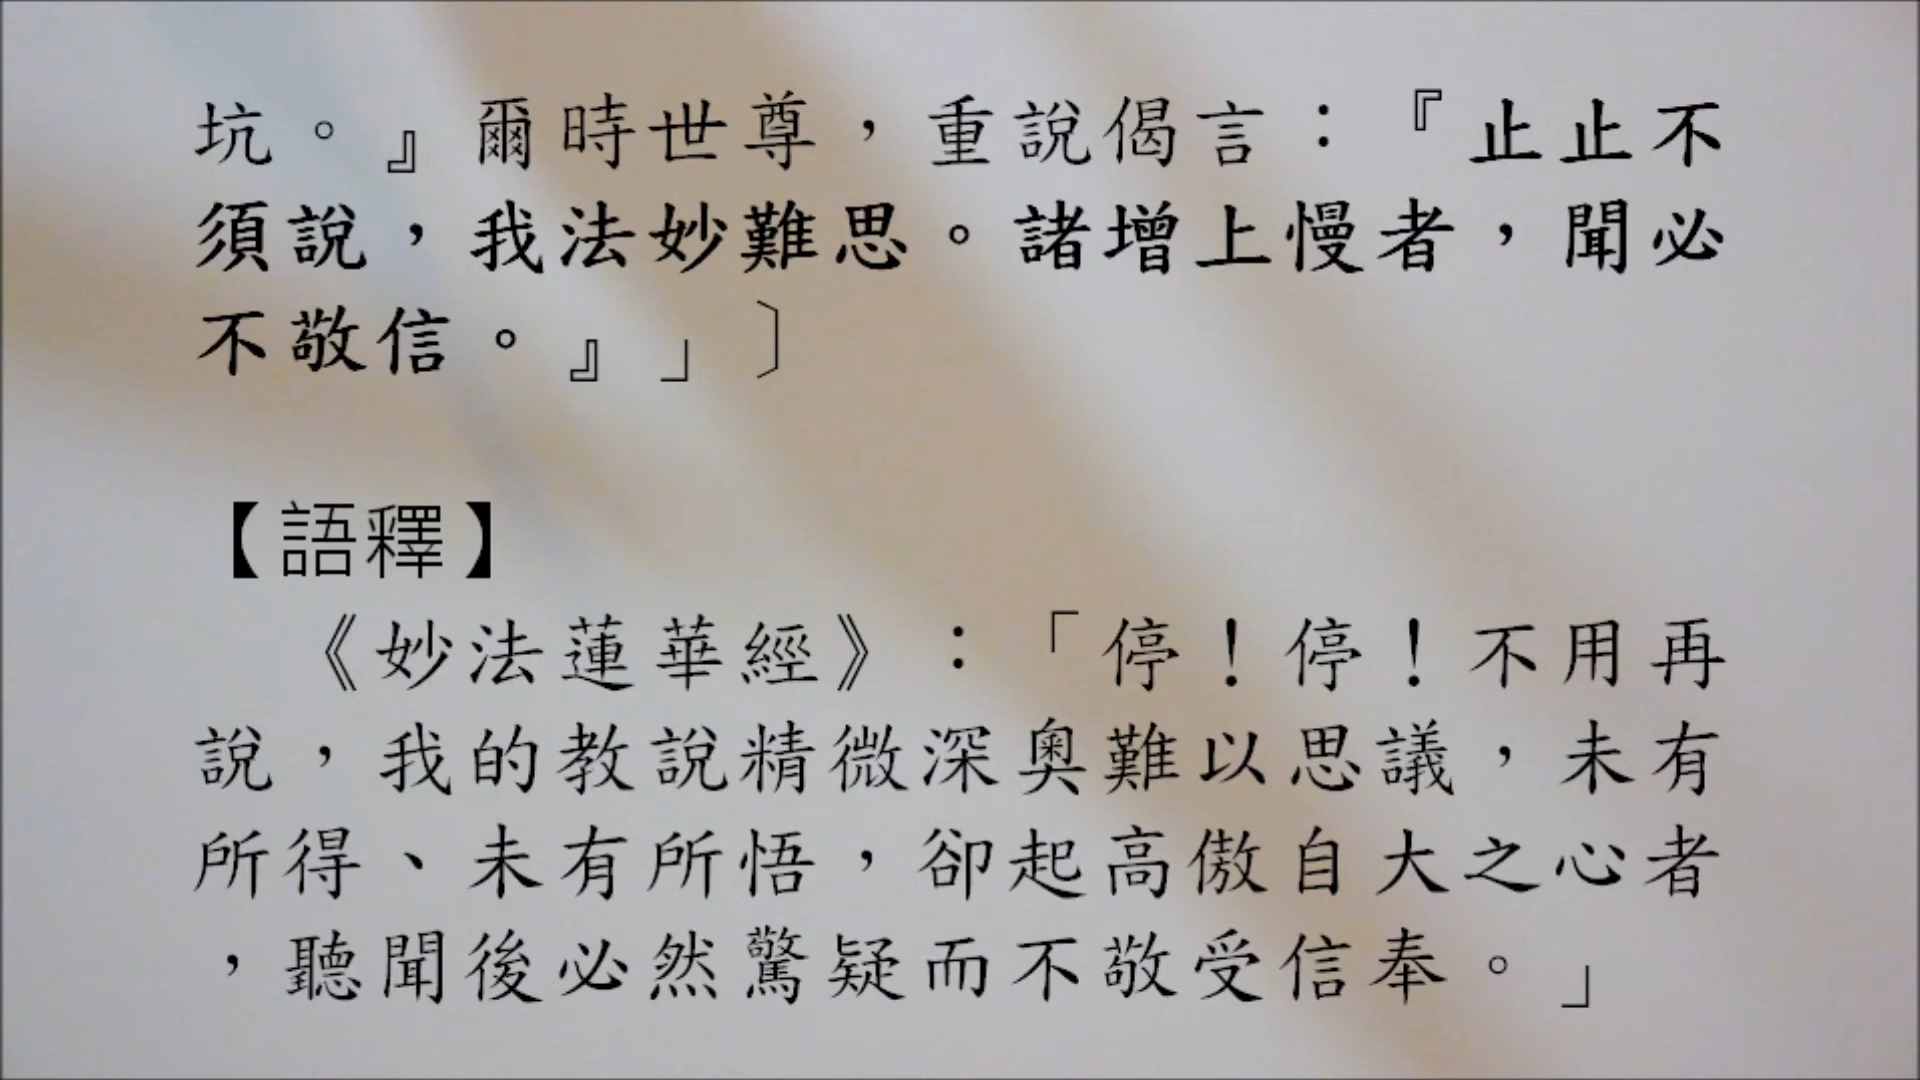 坑。』爾時世尊，重說偈言：『止止不
須說，我法妙難思。諸增上慢者，聞必
不敬信。』」〕
【語釋】
《妙法蓮華經》：「停！停！不用再
說，我的教說精微深奧難以思議，未有
所得、未有所悟，卻起高傲自大之心者
，聽聞後必然驚疑而不敬受信奉。」